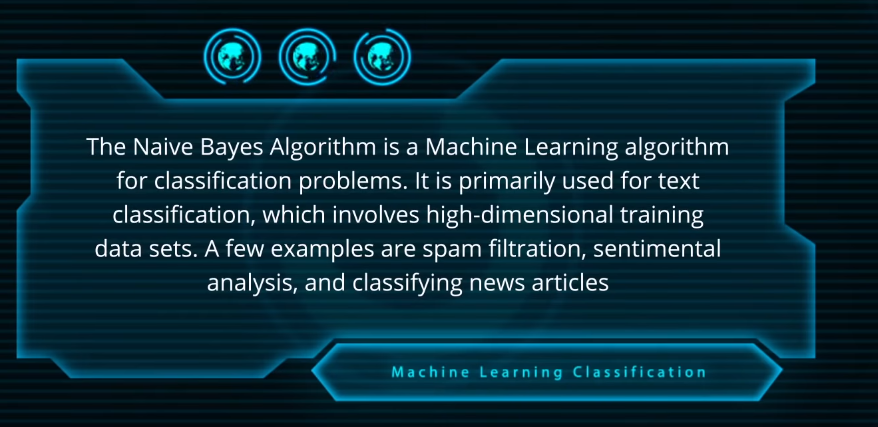 The Naive Bayes Algorithm is a Machine Learning algorithm
for classification problems. It is primarily used for text
classification, which involves high-dimensional training
data sets. A few examples are spam filtration, sentimental
analysis, and classifying news articles
Machine Learning Classification